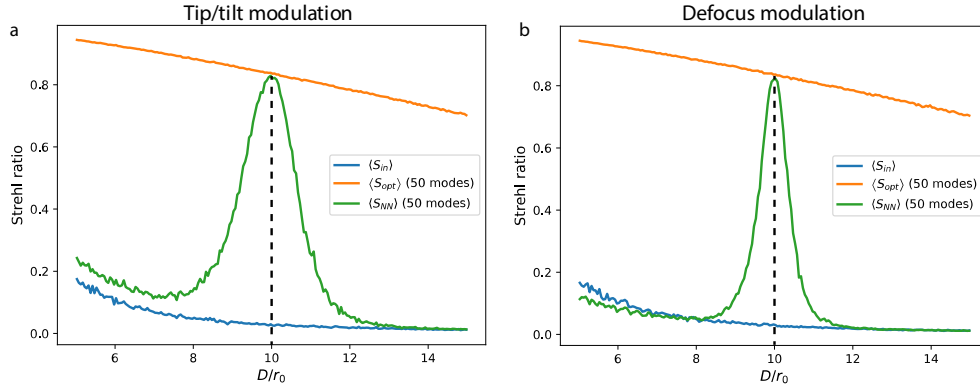 Tip/tilt modulation
Defocus modulation
a
b
Strehl ratio
0.8
0.6
0.4
0.2
0.0
⟨S_in⟩
⟨S_opt⟩ (50 modes)
⟨S_NN⟩ (50 modes)
6
8
10
12
14
D/r_0
Strehl ratio
0.8
0.6
0.4
0.2
0.0
⟨S_in⟩
⟨S_opt⟩ (50 modes)
⟨S_NN⟩ (50 modes)
6
8
10
12
14
D/r_0